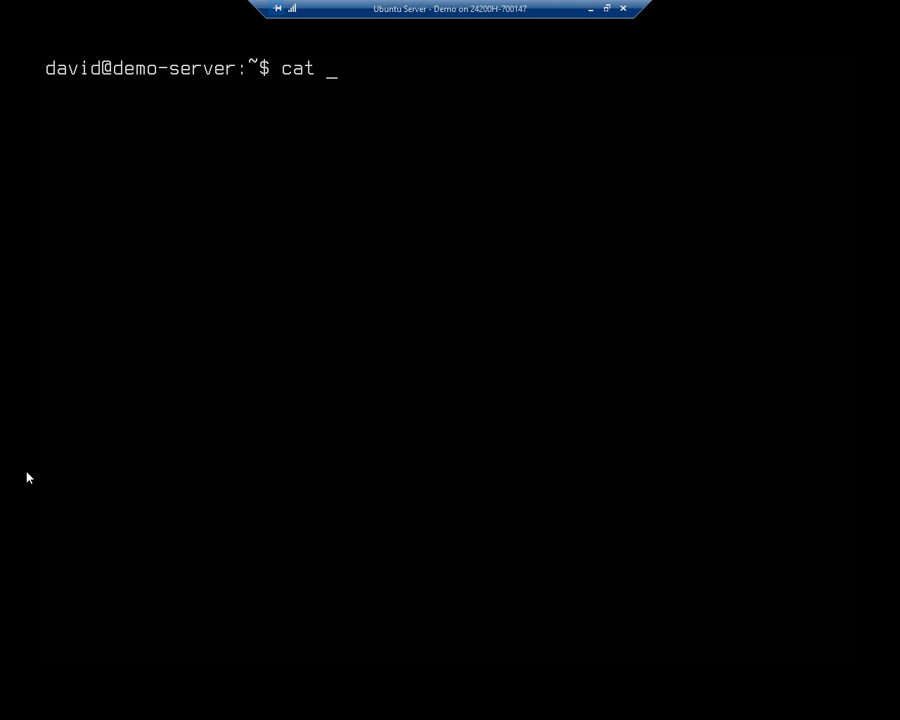 Ubuntu Server - Demo on 24200H-700147
david@demo-server:~$ cat _